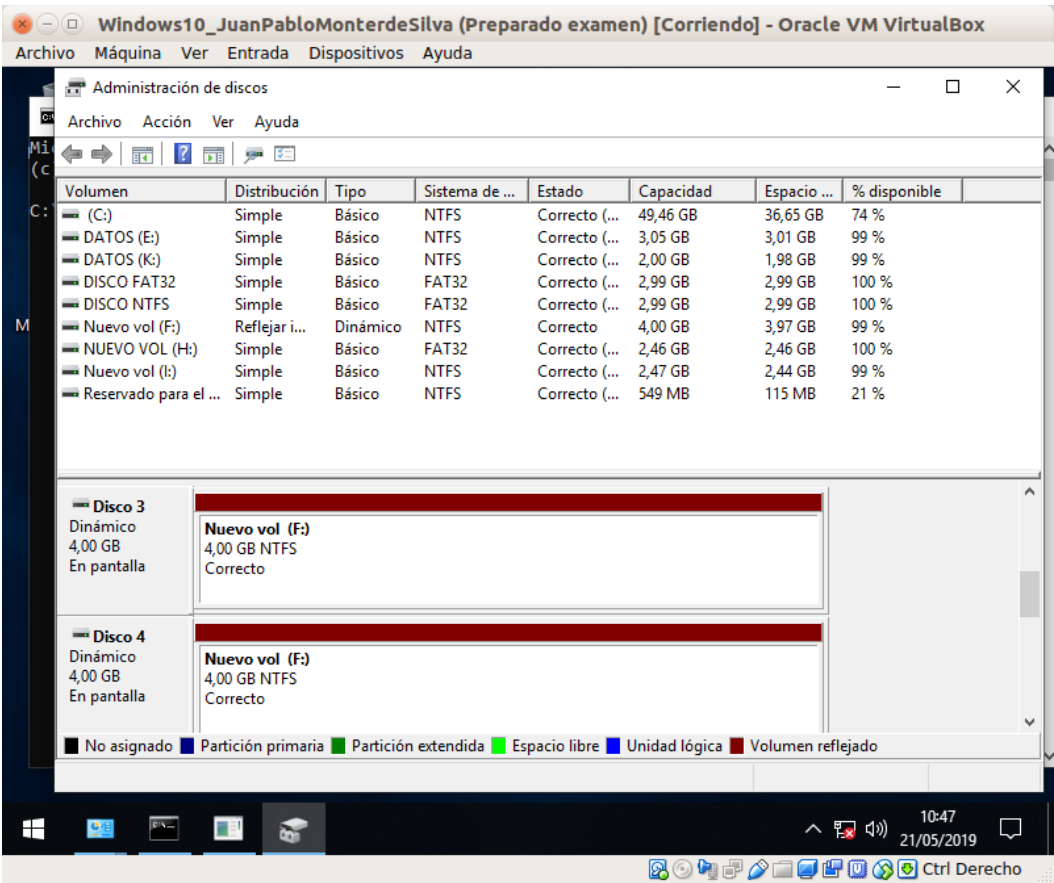 Windows10_JuanPabloMonterdeSilva (Preparado examen) [Corriendo] - Oracle VM VirtualBox
Archivo Máquina Ver Entrada Dispositivos Ayuda
Administración de discos
Archivo Acción Ver Ayuda
Volumen Distribución Tipo Sistema de ... Estado Capacidad Espacio ... % disponible
(C:) Simple Básico NTFS Correcto (... 49,46 GB 36,65 GB 74 %
DATOS (E:) Simple Básico NTFS Correcto (... 3,05 GB 3,01 GB 99 %
DATOS (K:) Simple Básico NTFS Correcto (... 2,00 GB 1,98 GB 99 %
DISCO FAT32 Simple Básico FAT32 Correcto (... 2,99 GB 2,99 GB 100 %
DISCO NTFS Simple Básico FAT32 Correcto (... 2,99 GB 2,99 GB 100 %
Nuevo vol (F:) Reflejar i... Dinámico NTFS Correcto 4,00 GB 3,97 GB 99 %
NUEVO VOL (H:) Simple Básico FAT32 Correcto (... 2,46 GB 2,46 GB 100 %
Nuevo vol (I:) Simple Básico NTFS Correcto (... 2,47 GB 2,44 GB 99 %
Reservado para el ... Simple Básico NTFS Correcto (... 549 MB 115 MB 21 %
Disco 3
Dinámico
4,00 GB
En pantalla
Nuevo vol (F:)
4,00 GB NTFS
Correcto
Disco 4
Dinámico
4,00 GB
En pantalla
Nuevo vol (F:)
4,00 GB NTFS
Correcto
No asignado Partición primaria Partición extendida Espacio libre Unidad lógica Volumen reflejado
10:47
21/05/2019
Ctrl Derecho